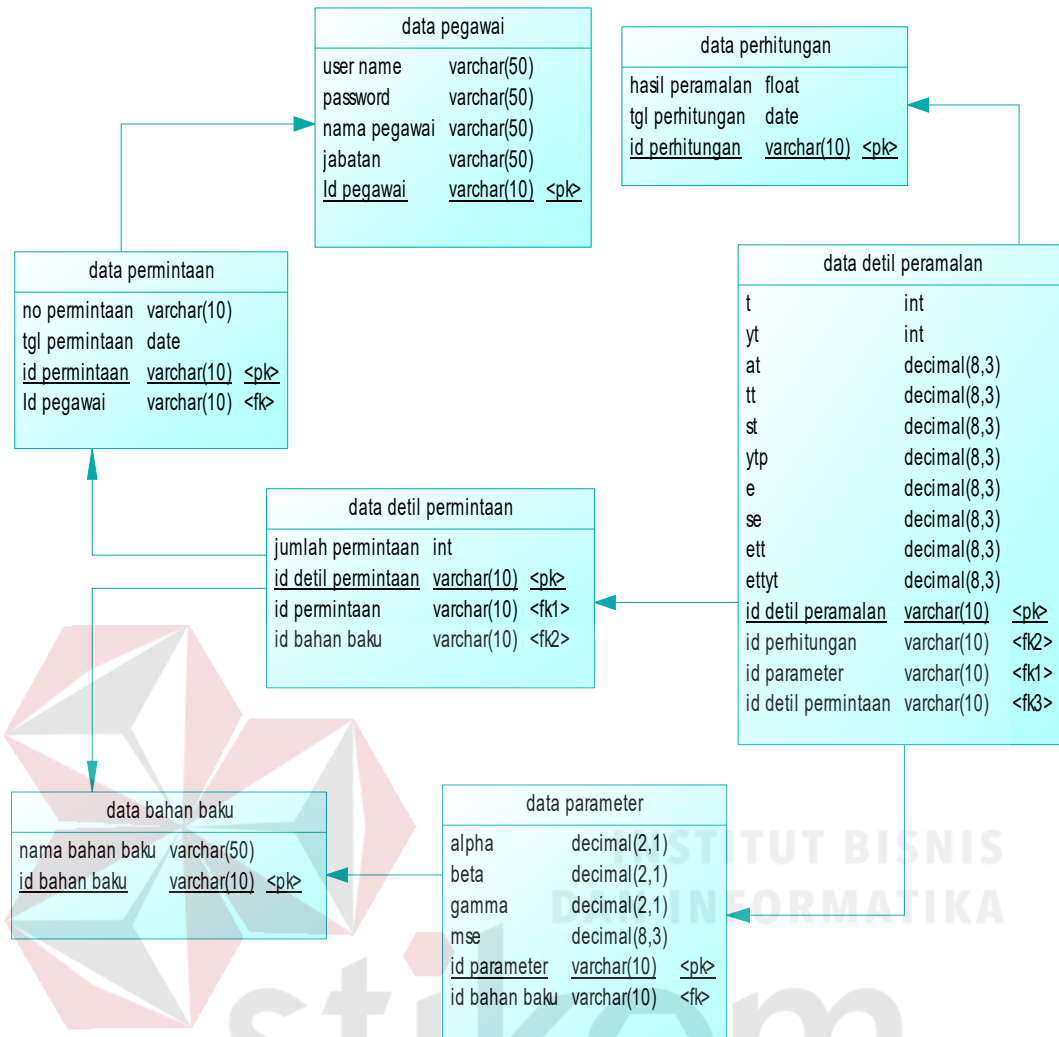 data pegawai
user name varchar(50)
password varchar(50)
nama pegawai varchar(50)
jabatan varchar(50)
Id pegawai varchar(10) <pk>
data perhitungan
hasil peramalan float
tgl perhitungan date
id perhitungan varchar(10) <pk>
data permintaan
no permintaan varchar(10)
tgl permintaan date
id permintaan varchar(10) <pk>
Id pegawai varchar(10) <fk>
data detil peramalan
t int
yt int
at decimal(8,3)
tt decimal(8,3)
st decimal(8,3)
ytp decimal(8,3)
e decimal(8,3)
se decimal(8,3)
ett decimal(8,3)
ettyt decimal(8,3)
id detil peramalan varchar(10) <pk>
id perhitungan varchar(10) <fk2>
id parameter varchar(10) <fk1>
id detil permintaan varchar(10) <fk3>
data detil permintaan
jumlah permintaan int
id detil permintaan varchar(10) <pk>
id permintaan varchar(10) <fk1>
id bahan baku varchar(10) <fk2>
data bahan baku
nama bahan baku varchar(50)
id bahan baku varchar(10) <pk>
data parameter
alpha decimal(2,1)
beta decimal(2,1)
gamma decimal(2,1)
mse decimal(8,3)
id parameter varchar(10) <pk>
id bahan baku varchar(10) <fk>
INSTITUT BISNIS
DAN INFORMATIKA
stikom